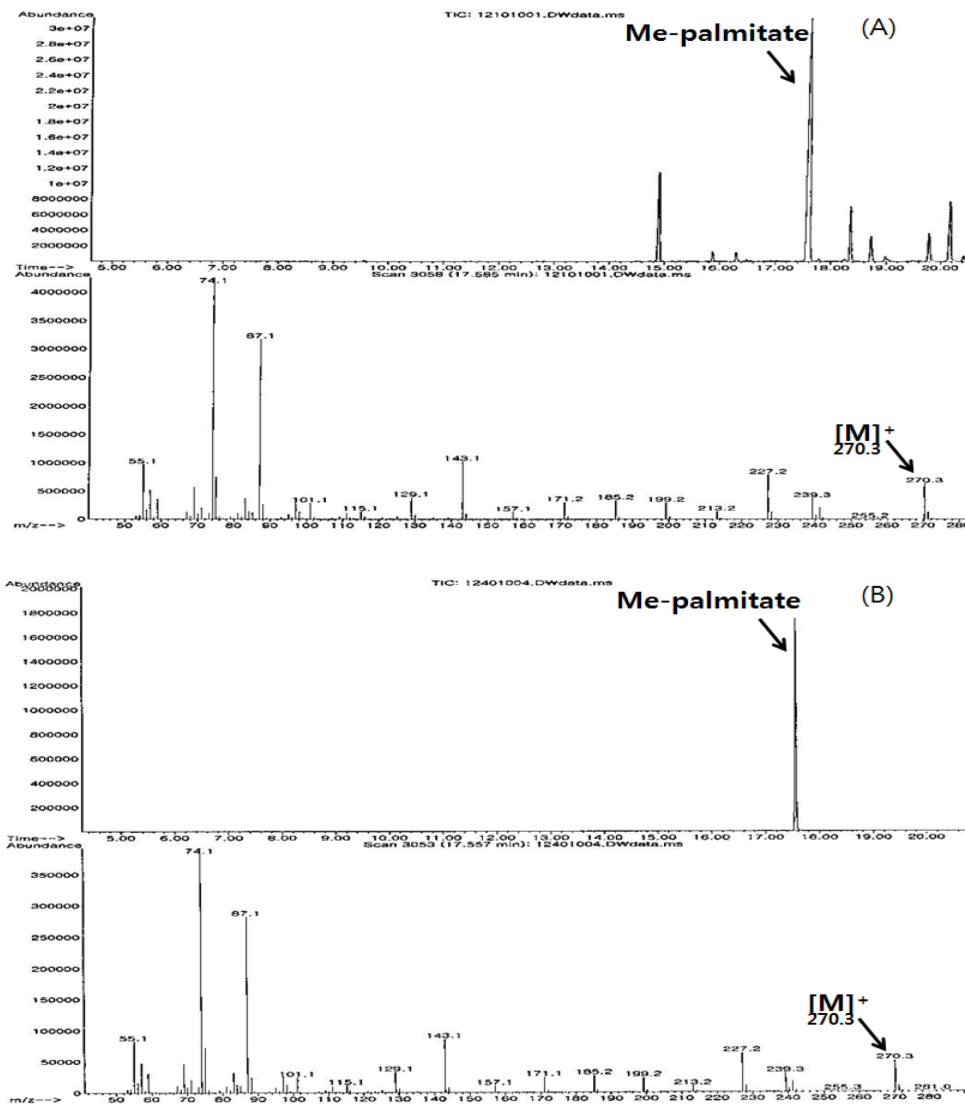 Abundance
TIC: 12101001.DWdata.ms
(A)
Me-palmitate
3e+07
2.8e+07
2.6e+07
2.4e+07
2.2e+07
2e+07
1.8e+07
1.6e+07
1.4e+07
1.2e+07
1e+07
8000000
6000000
4000000
2000000
Time-->
5.00 6.00 7.00 8.00 9.00 10.00 11.00 12.00 13.00 14.00 15.00 16.00 17.00 18.00 19.00 20.00
Abundance
Scan 3058 (17.585 min): 12101001.DWdata.ms
4000000
3500000
3000000
2500000
2000000
1500000
1000000
500000
74.1
87.1
[M]+
270.3
55.1
143.1
227.2
270.3
101.1
115.1
129.1
157.1
171.2
185.2
199.2
213.2
239.3
255.2
m/z-->
50 60 70 80 90 100 110 120 130 140 150 160 170 180 190 200 210 220 230 240 250 260 270 280
Abundance
TIC: 12401004.DWdata.ms
(B)
Me-palmitate
2000000
1800000
1600000
1400000
1200000
1000000
800000
600000
400000
200000
Time-->
5.00 6.00 7.00 8.00 9.00 10.00 11.00 12.00 13.00 14.00 15.00 16.00 17.00 18.00 19.00 20.00
Abundance
Scan 3053 (17.557 min): 12401004.DWdata.ms
350000
300000
250000
200000
150000
100000
50000
0
74.1
87.1
[M]+
270.3
55.1
143.1
227.2
270.3
101.1
115.1
129.1
157.1
171.1
185.2
199.2
213.2
239.3
255.3
281.0
m/z-->
50 60 70 80 90 100 110 120 130 140 150 160 170 180 190 200 210 220 230 240 250 260 270 280